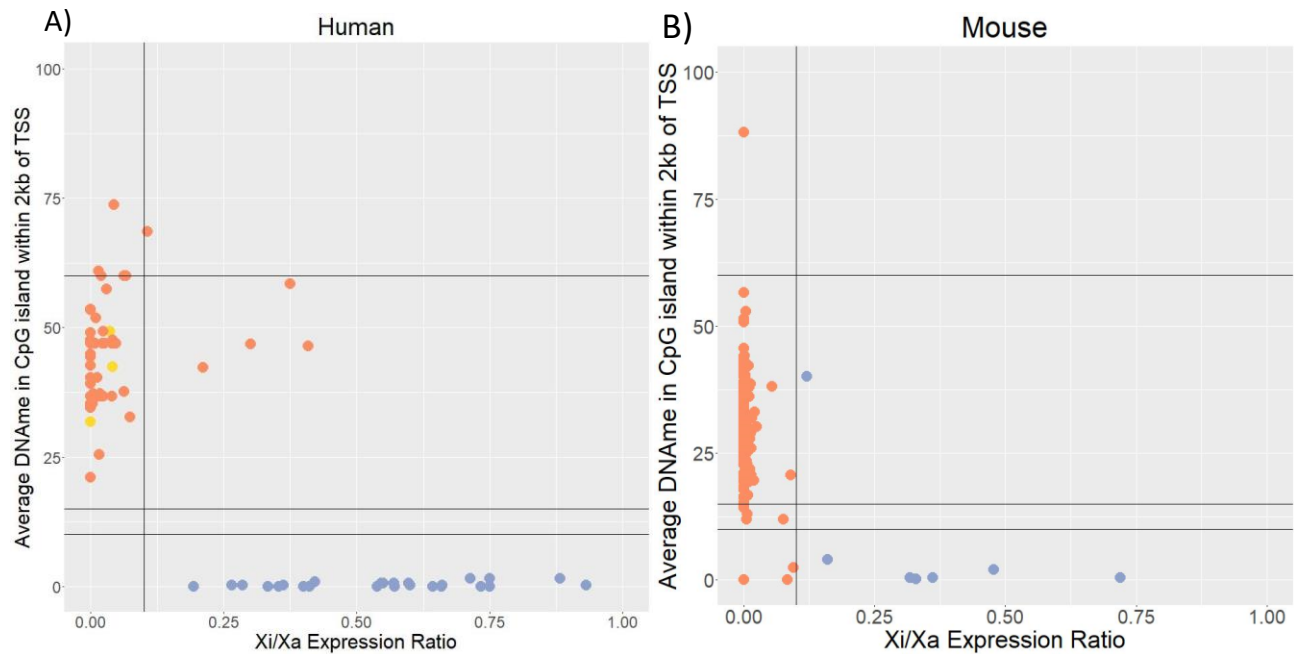 A)
Human
Average DNAme in CpG island within 2kb of TSS
100
75
50
25
0
0.00 0.25 0.50 0.75 1.00
Xi/Xa Expression Ratio
B)
Mouse
Average DNAme in CpG island within 2kb of TSS
100
75
50
25
0
0.00 0.25 0.50 0.75 1.00
Xi/Xa Expression Ratio